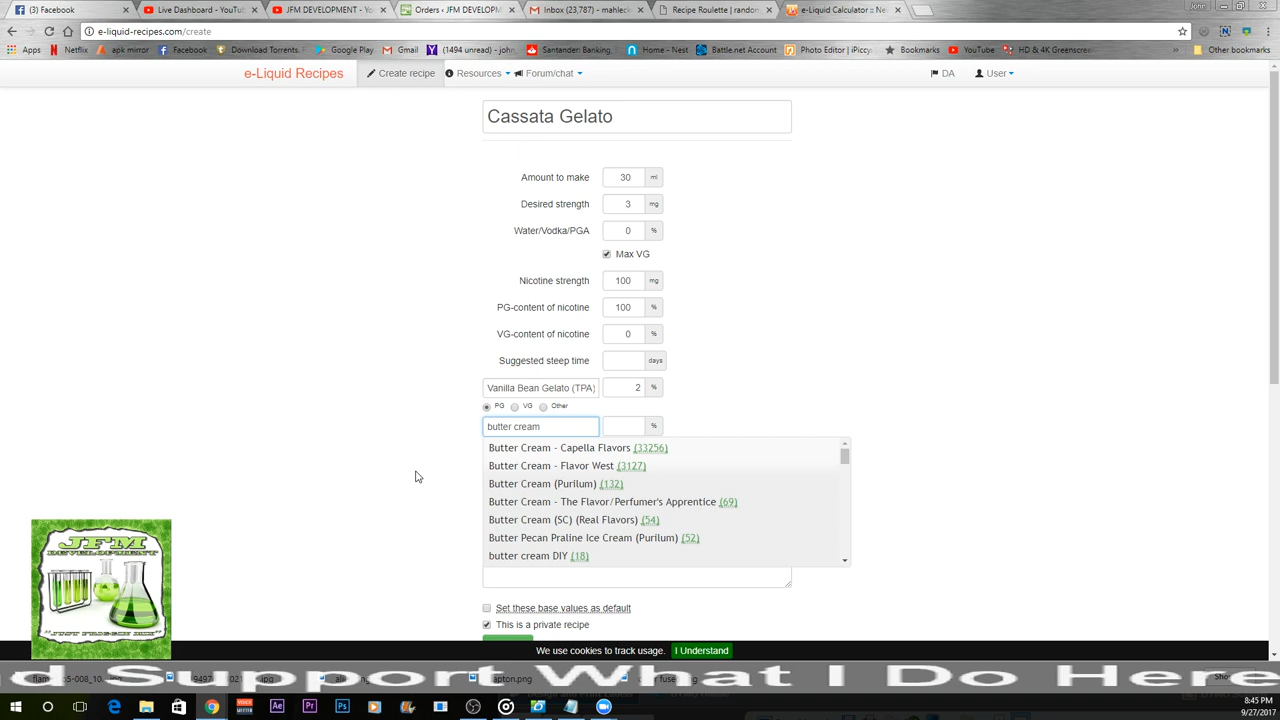 (3) Facebook
Live Dashboard - YouTu
JFM DEVELOPMENT - You
Orders ‹ JFM DEVELOPM
Inbox (23,787) - mahleck
Recipe Roulette | random
e-Liquid Calculator :: Ne
John
e-liquid-recipes.com/create
Apps
Netflix
apk mirror
Facebook
Download Torrents.
Google Play
Gmail
(1494 unread) - john
Santander: Banking,
Home - Nest
Battle.net Account
Photo Editor | iPiccy
Bookmarks
YouTube
HD & 4K Greenscree
Other bookmarks
e-Liquid Recipes
Create recipe
Resources
Forum/chat
DA
User
Cassata Gelato
Amount to make 30 ml
Desired strength 3 mg
Water/Vodka/PGA 0 %
Max VG
Nicotine strength 100 mg
PG-content of nicotine 100 %
VG-content of nicotine 0 %
Suggested steep time days
Vanilla Bean Gelato (TPA) 2 %
PG VG Other
butter cream %
Butter Cream - Capella Flavors (33256)
Butter Cream - Flavor West (3127)
Butter Cream (Purilum) (132)
Butter Cream - The Flavor/Perfumer's Apprentice (69)
Butter Cream (SC) (Real Flavors) (54)
Butter Pecan Praline Ice Cream (Purilum) (52)
butter cream DIY (18)
JFM
DEVELOPMENT
Set these base values as default
This is a private recipe
We use cookies to track usage. I Understand
d Support What I Do Here
8:45 PM
9/27/2017